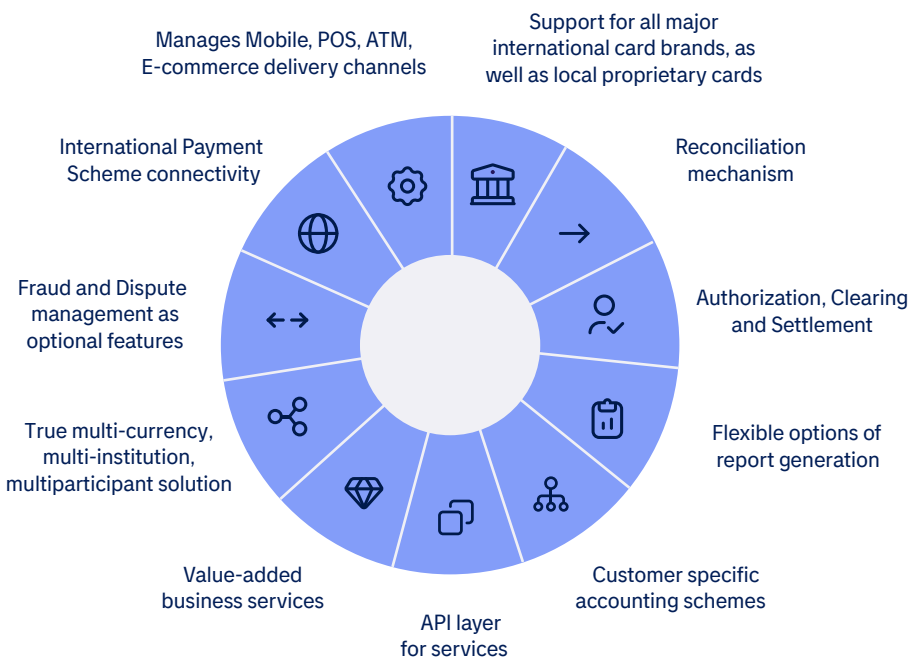 Manages Mobile, POS, ATM,
E-commerce delivery channels
Support for all major
international card brands, as
well as local proprietary cards
International Payment
Scheme connectivity
Reconciliation
mechanism
Fraud and Dispute
management as
optional features
Authorization, Clearing
and Settlement
True multi-currency,
multi-institution,
multiparticipant solution
Flexible options of
report generation
Value-added
business services
Customer specific
accounting schemes
API layer
for services